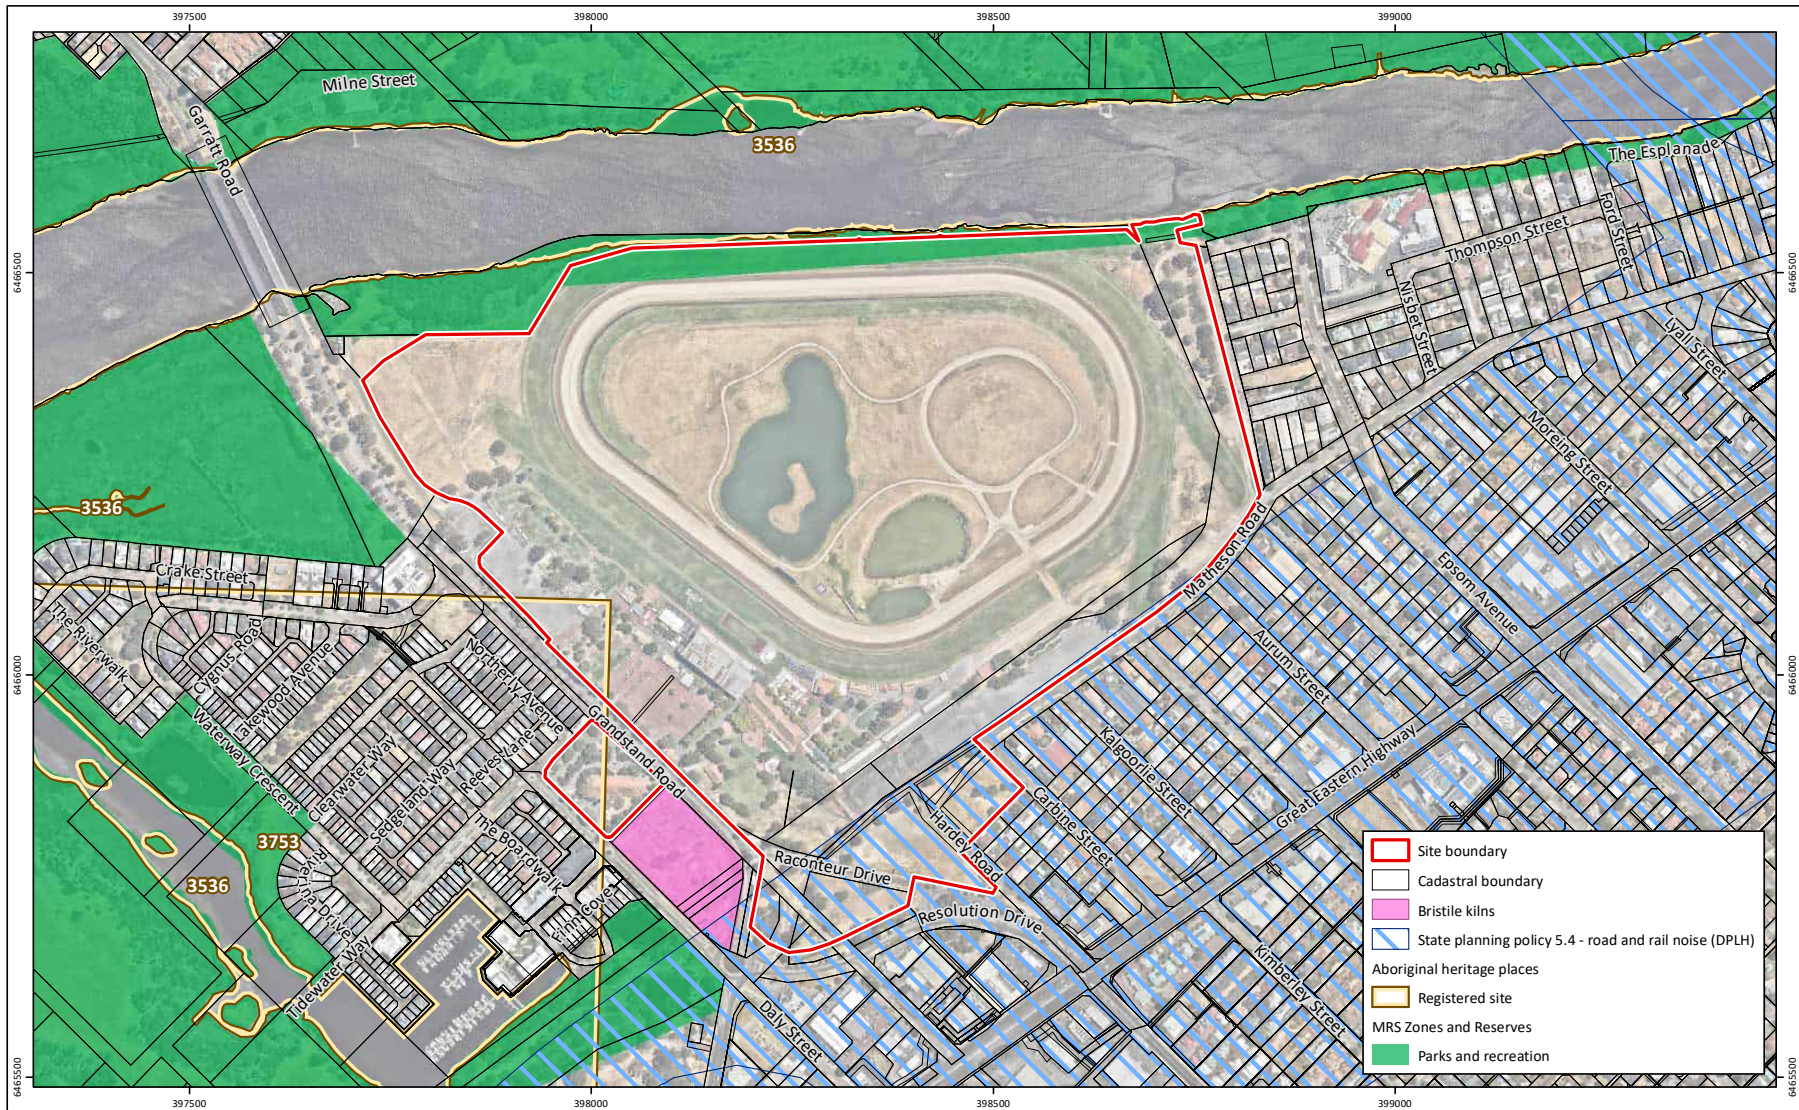 397500
398000
398500
399000
Milne Street
Garratt Road
3536
The Esplanade
Ford Street
Thompson Street
6466500
6466500
Nisbet Street
Lyall Street
Moreing Street
3536
Matheson Road
Epsom Avenue
Crake Street
The Riverwalk
Cygnus Road
Lakewood Avenue
Northerly Avenue
Aurum Street
6466000
6466000
Waterway Crescent
Grandstand Road
Reeves Lane
Clearwater Way
Sedgeland Way
Kalgoorlie Street
Great Eastern Highway
Carbine Street
Hardey Road
The Boardwalk
3753
Riverina Drive
3536
Raconteur Drive
Finn Cove
Resolution Drive
Tidewater Way
Daly Street
Kimberley Street
Site boundary
Cadastral boundary
Bristile kilns
State planning policy 5.4 - road and rail noise (DPLH)
Aboriginal heritage places
Registered site
MRS Zones and Reserves
Parks and recreation
6465500
6465500
397500
398000
398500
399000